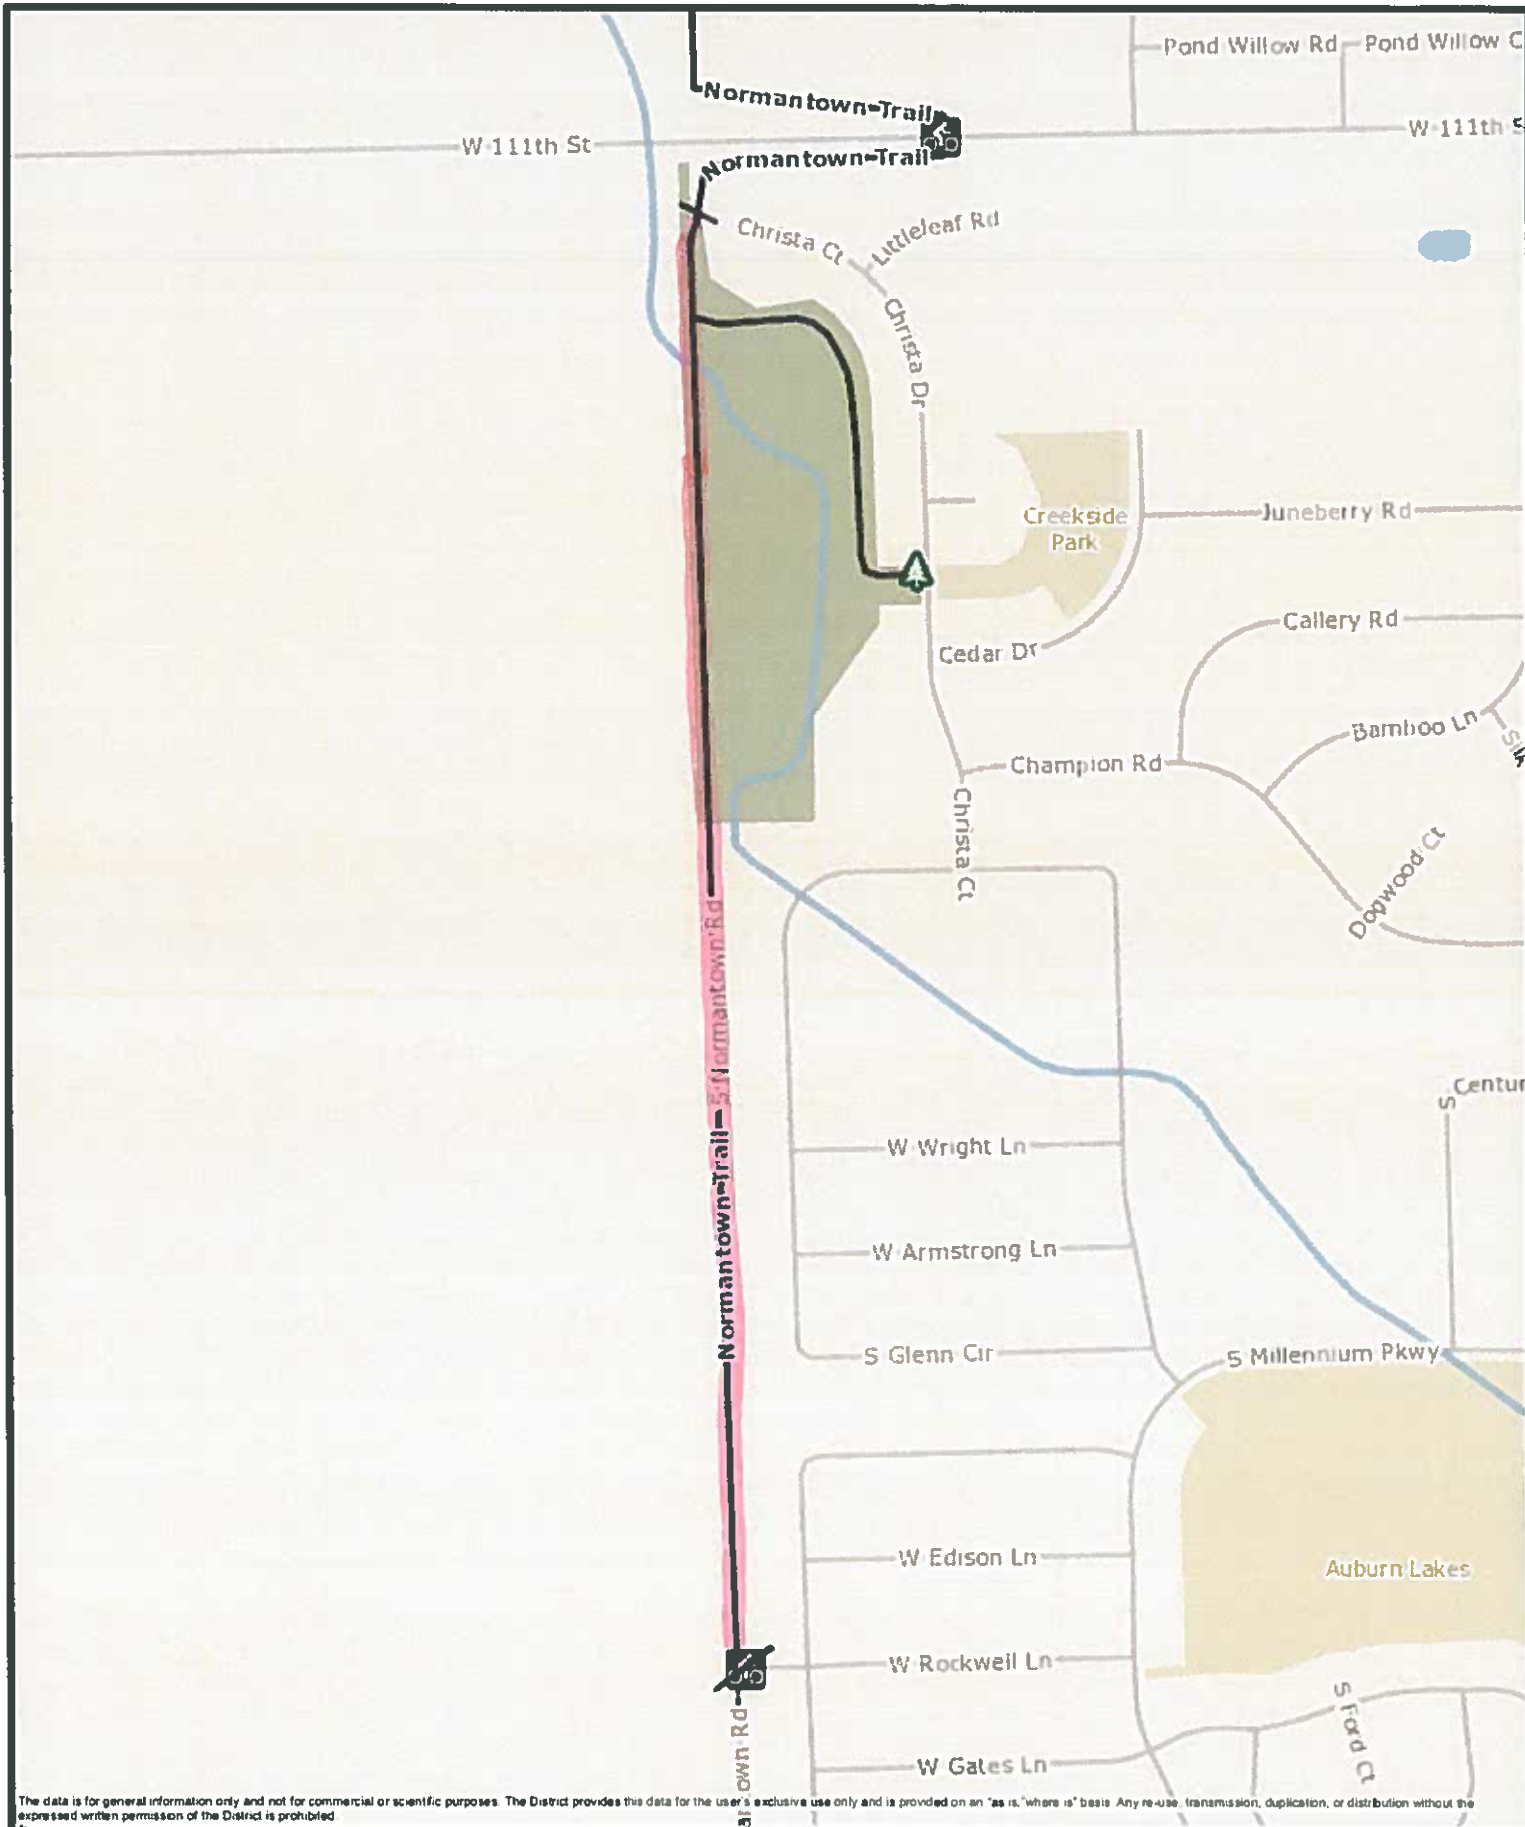 Pond Willow Rd
Pond Willow C
Normantown Trail
W 111th St
W 111th S
Normantown Trail
Christa Ct
Littleleaf Rd
Christa Dr
Creekside
Park
Juneberry Rd
Callery Rd
Cedar Dr
Bamboo Ln
Champion Rd
Christa Ct
Dogwood Ct
S Normantown Rd
Centur
S
Normantown Trail
W Wright Ln
W Armstrong Ln
S Glenn Cir
S Millennium Pkwy
W Edison Ln
Auburn Lakes
W Rockwell Ln
S Ford Ct
own Rd
W Gates Ln
The data is for general information only and not for commercial or scientific purposes. The District provides this data for the user's exclusive use only and is provided on an "as is, "where is" basis. Any re-use, transmission, duplication, or distribution without the
expressed written permission of the District is prohibited.